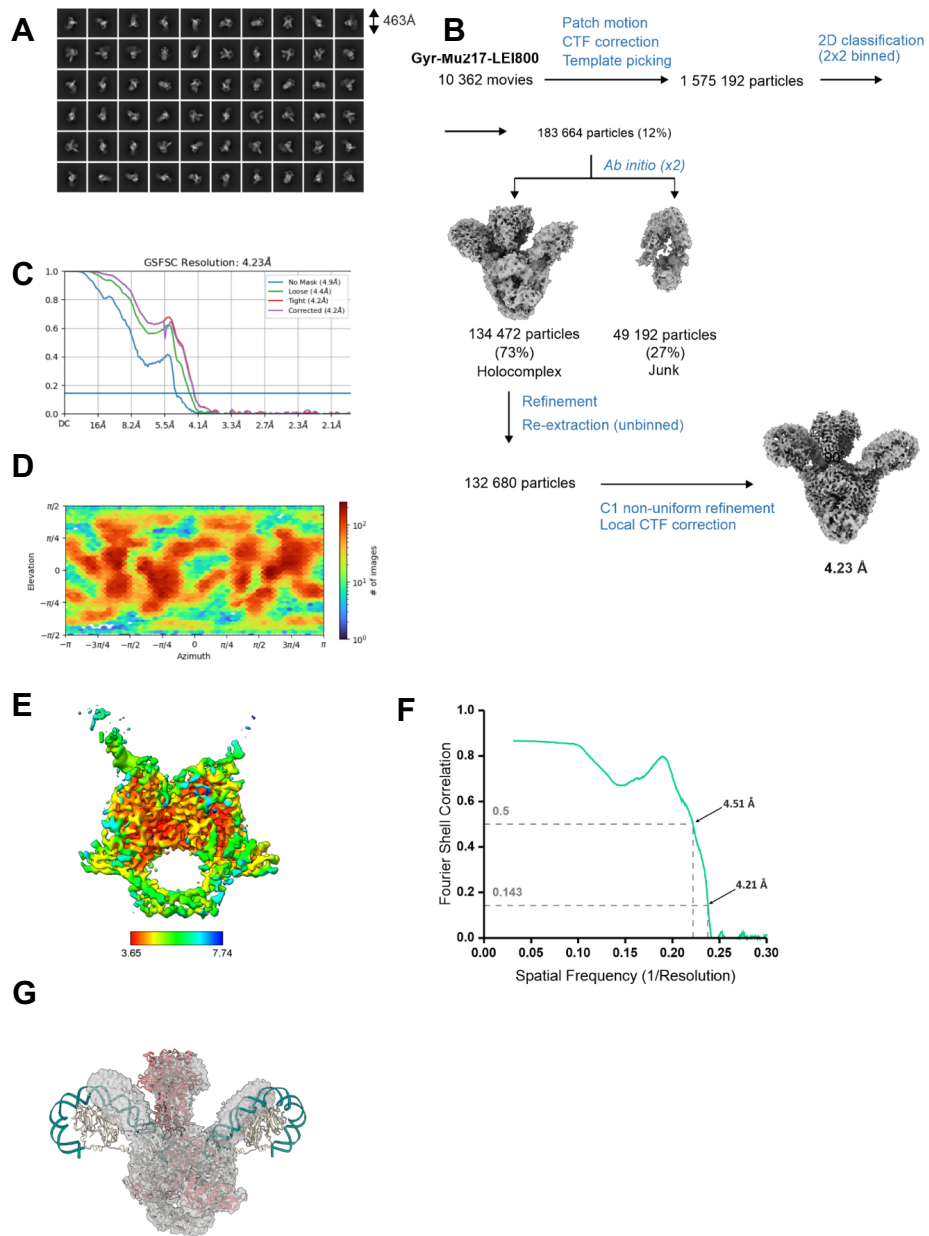 A
463Å
B
Gyr-Mu217-LEI800
10 362 movies
Patch motion
CTF correction
Template picking
1 575 192 particles
2D classification
(2x2 binned)
183 664 particles (12%)
Ab initio (x2)
134 472 particles
(73%)
Holocomplex
49 192 particles
(27%)
Junk
Refinement
Re-extraction (unbinned)
132 680 particles
C1 non-uniform refinement
Local CTF correction
90
4.23 Å
C
GSFSC Resolution: 4.23Å
No Mask (4.9Å)
Loose (4.4Å)
Tight (4.2Å)
Corrected (4.2Å)
1.0
0.8
0.6
0.4
0.2
0.0
DC 16Å 8.2Å 5.5Å 4.1Å 3.3Å 2.7Å 2.3Å 2.1Å
D
π/2
π/4
0
−π/4
−π/2
Elevation
−π −3π/4 −π/2 −π/4 0 π/4 π/2 3π/4 π
Azimuth
10²
10¹
10⁰
# of images
E
3.65 7.74
F
1.0
0.8
0.6
0.4
0.2
0.0
Fourier Shell Correlation
0.5
0.143
4.51 Å
4.21 Å
0.00 0.05 0.10 0.15 0.20 0.25 0.30
Spatial Frequency (1/Resolution)
G